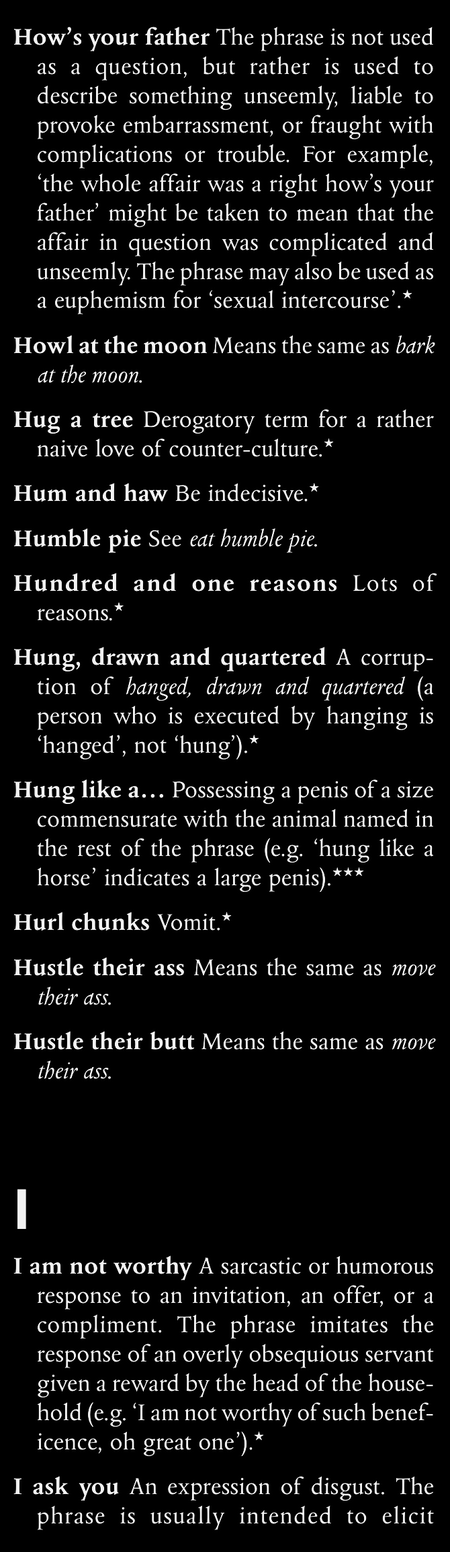 How’s your father The phrase is not used
as a question, but rather is used to
describe something unseemly, liable to
provoke embarrassment, or fraught with
complications or trouble. For example,
‘the whole affair was a right how’s your
father’ might be taken to mean that the
affair in question was complicated and
unseemly. The phrase may also be used as
a euphemism for ‘sexual intercourse’.★
Howl at the moon Means the same as bark
at the moon.
Hug a tree Derogatory term for a rather
naive love of counter-culture.★
Hum and haw Be indecisive.★
Humble pie See eat humble pie.
Hundred and one reasons Lots of
reasons.★
Hung, drawn and quartered A corrup-
tion of hanged, drawn and quartered (a
person who is executed by hanging is
‘hanged’, not ‘hung’).★
Hung like a… Possessing a penis of a size
commensurate with the animal named in
the rest of the phrase (e.g. ‘hung like a
horse’ indicates a large penis).★★★
Hurl chunks Vomit.★
Hustle their ass Means the same as move
their ass.
Hustle their butt Means the same as move
their ass.
I
I am not worthy A sarcastic or humorous
response to an invitation, an offer, or a
compliment. The phrase imitates the
response of an overly obsequious servant
given a reward by the head of the house-
hold (e.g. ‘I am not worthy of such benef-
icence, oh great one’).★
I ask you An expression of disgust. The
phrase is usually intended to elicit